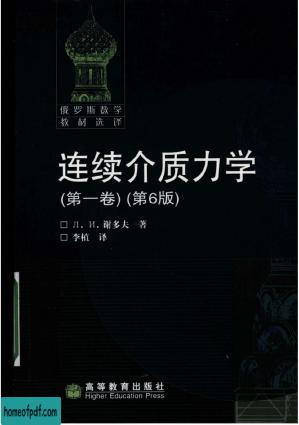 俄罗斯数学
教材选译
连续介质力学
(第一卷) (第6版)
□ Л. И. 谢多夫 著
□ 李植 译
高等教育出版社
Higher Education Press
homeofpdf.com